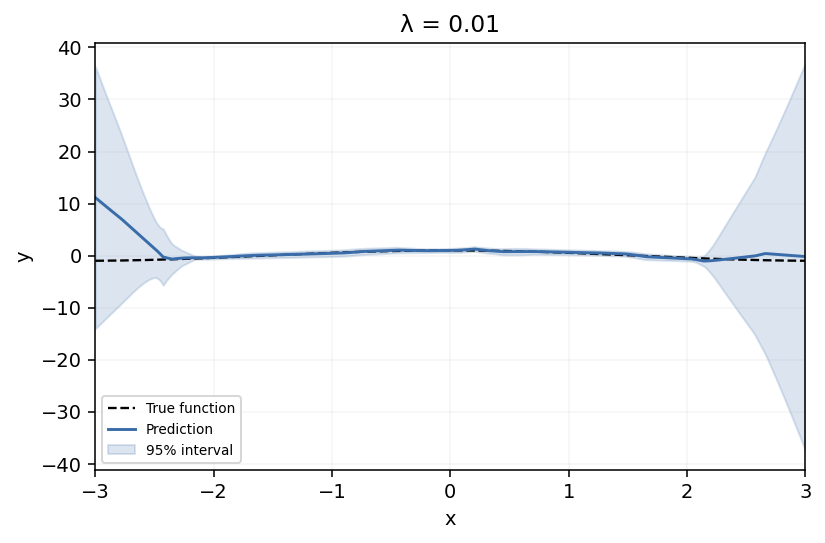 λ = 0.01
40
30
20
10
0
−10
−20
−30
−40
y
True function
Prediction
95% interval
−3 −2 −1 0 1 2 3
x